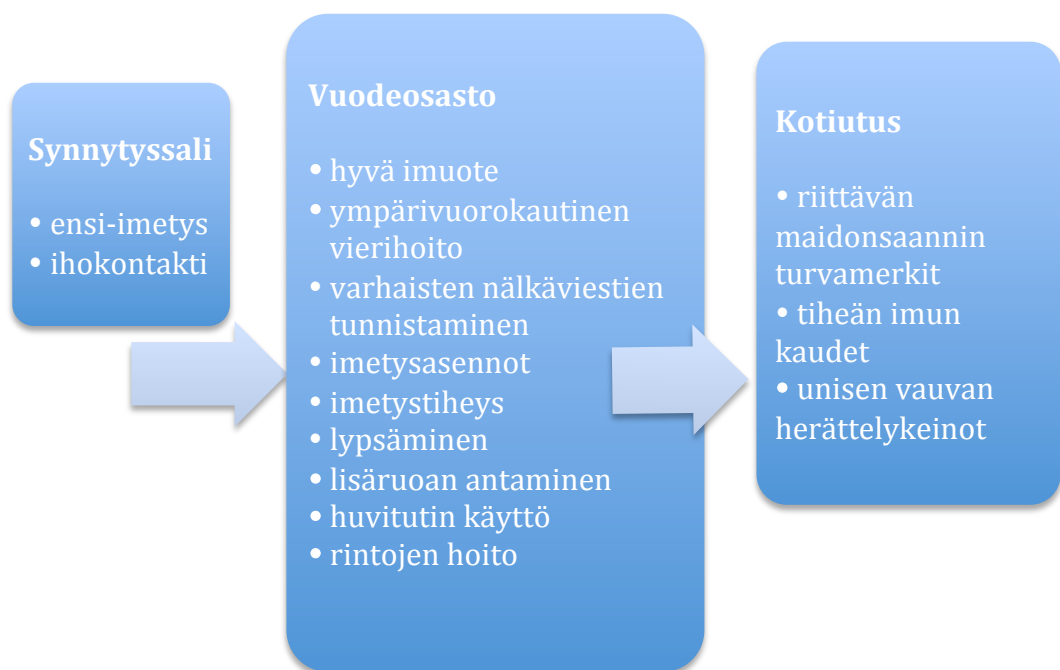 Synnytyssali
• ensi-imetys
• ihokontakti
Vuodeosasto
• hyvä imuote
• ympärivuorokautinen
vierihoito
• varhaisten nälkäviestien
tunnistaminen
• imetysasennot
• imetystiheys
• lypsäminen
• lisäruoan antaminen
• huvitutin käyttö
• rintojen hoito
Kotiutus
• riittävän
maidonsaannin
turvamerkit
• tiheän imun
kaudet
• unisen vauvan
herättelykeinot